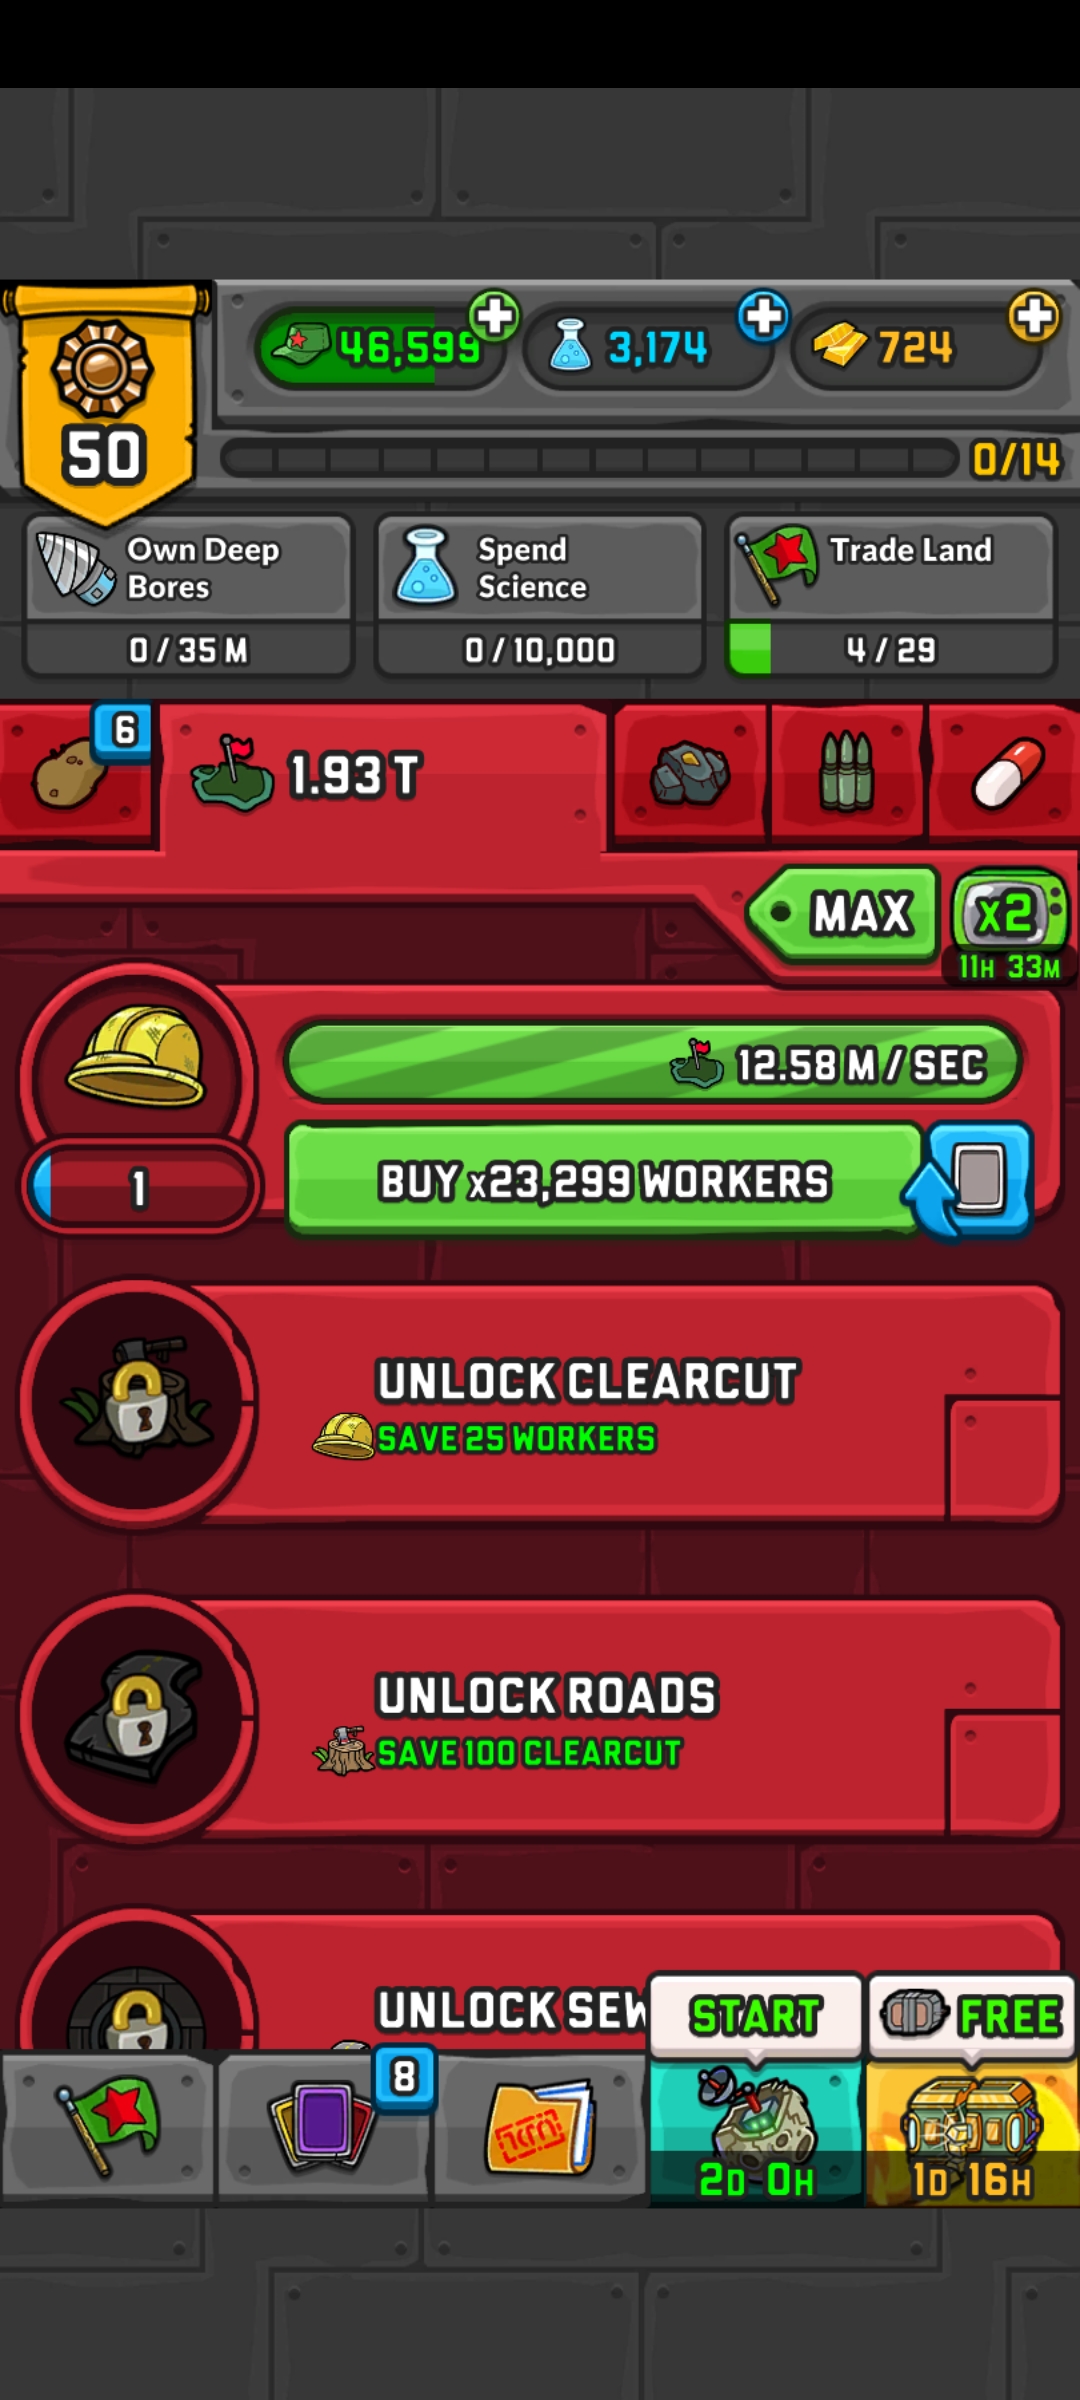 46,599
3,174
724
50
0/14
Own Deep
Bores
Spend
Science
Trade Land
0 / 35 M
0 / 10,000
4 / 29
6
1.93 T
MAX
x2
11H 33M
12.58 M / SEC
1
BUY x23,299 WORKERS
UNLOCK CLEARCUT
SAVE 25 WORKERS
UNLOCK ROADS
SAVE 100 CLEARCUT
UNLOCK SEW
START
FREE
8
2D 0H
1D 16H